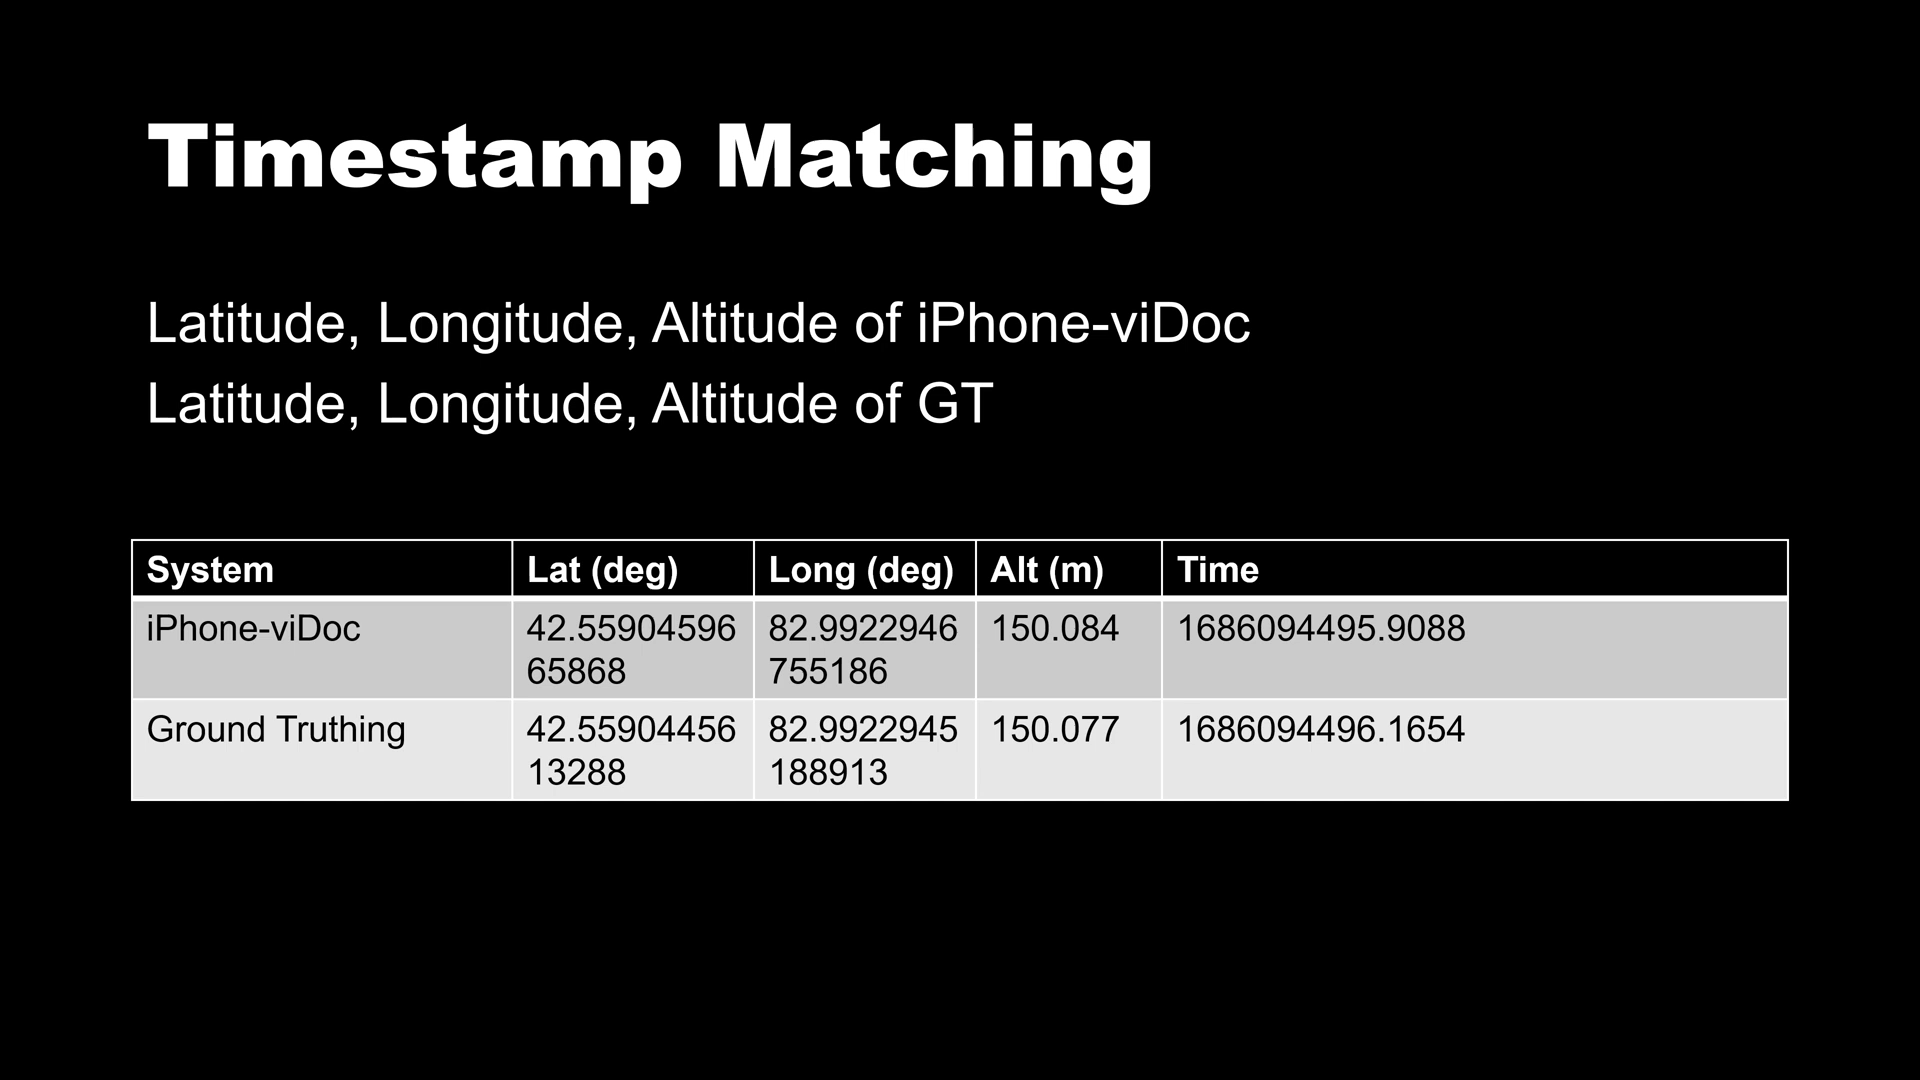 Timestamp Matching
Latitude, Longitude, Altitude of iPhone-viDoc
Latitude, Longitude, Altitude of GT
System Lat (deg) Long (deg) Alt (m) Time
iPhone-viDoc 42.55904596 82.9922946 150.084 1686094495.9088
65868 755186
Ground Truthing 42.55904456 82.9922945 150.077 1686094496.1654
13288 188913